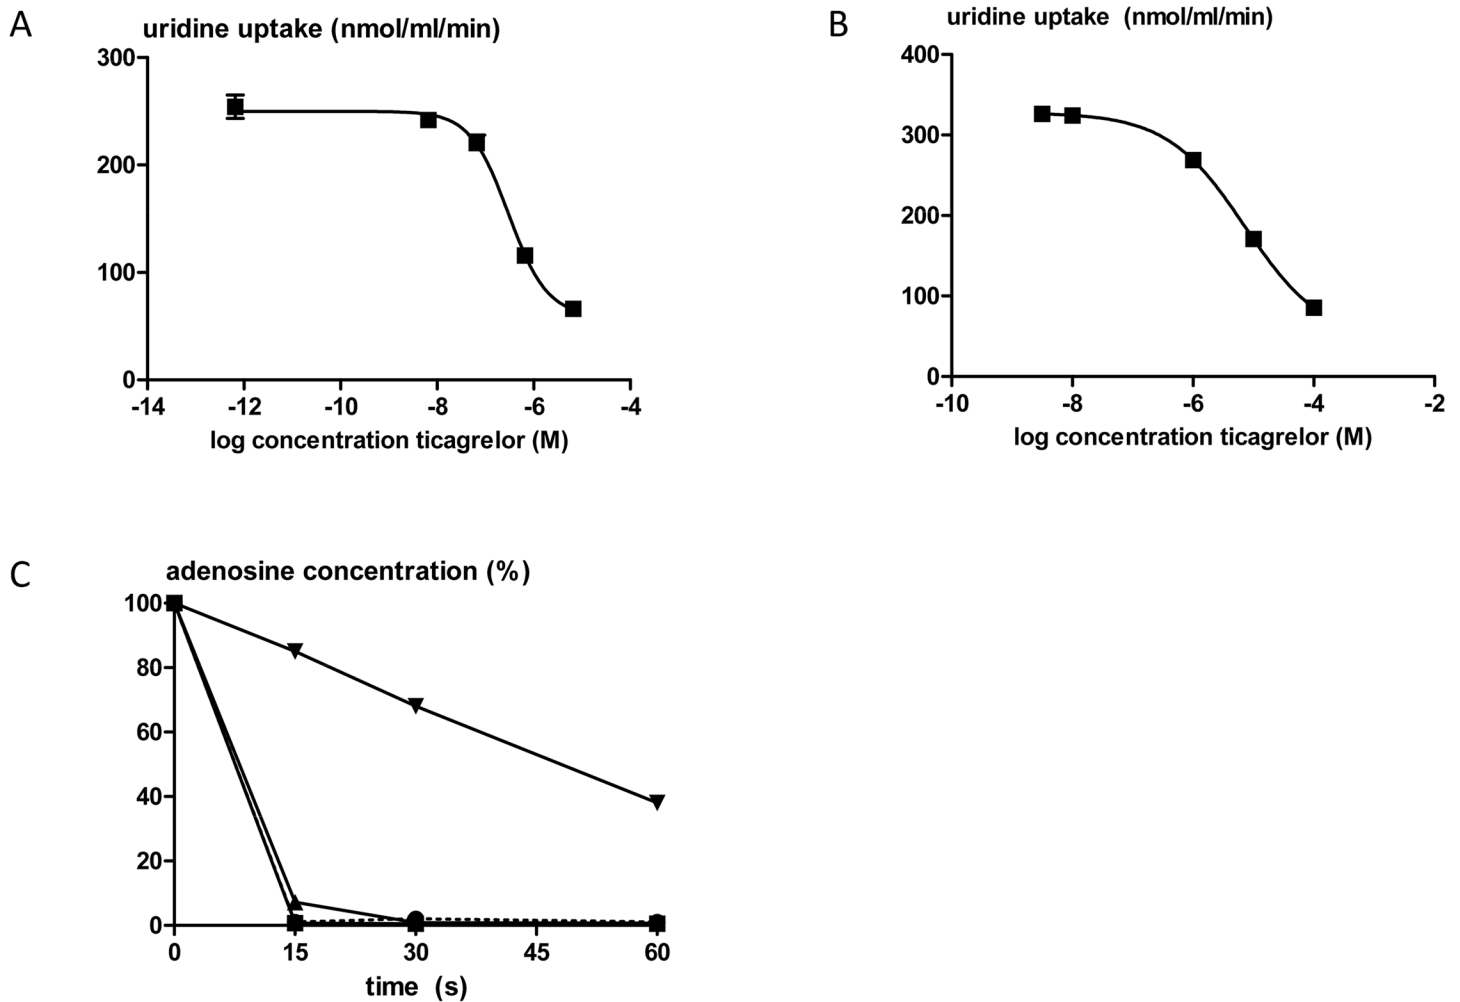 A
uridine uptake (nmol/ml/min)
300
200
100
0
-14 -12 -10 -8 -6 -4
log concentration ticagrelor (M)
B
uridine uptake (nmol/ml/min)
400
300
200
100
0
-10 -8 -6 -4 -2
log concentration ticagrelor (M)
C
adenosine concentration (%)
100
80
60
40
20
0
0 15 30 45 60
time (s)